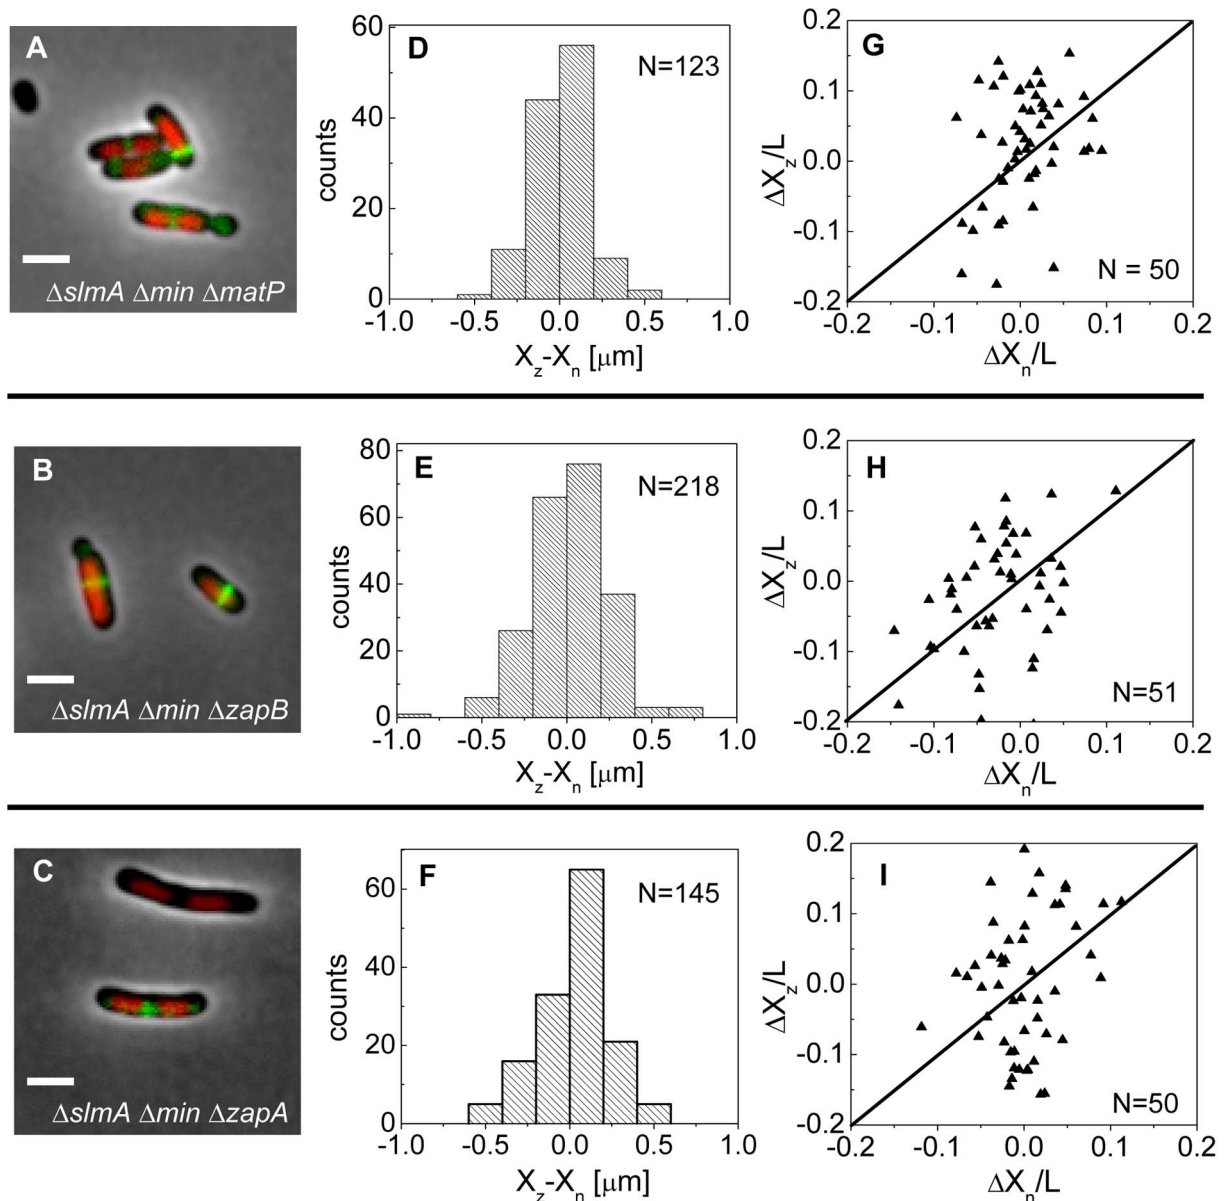 A
ΔslmA Δmin ΔmatP
D
N=123
counts
60
40
20
0
-1.0 -0.5 0.0 0.5 1.0
Xz-Xn [μm]
G
N = 50
ΔXz/L
0.2
0.1
0.0
-0.1
-0.2
-0.2 -0.1 0.0 0.1 0.2
ΔXn/L
B
ΔslmA Δmin ΔzapB
E
N=218
counts
80
60
40
20
0
-1.0 -0.5 0.0 0.5 1.0
Xz-Xn [μm]
H
N=51
ΔXz/L
0.2
0.1
0.0
-0.1
-0.2
-0.2 -0.1 0.0 0.1 0.2
ΔXn/L
C
ΔslmA Δmin ΔzapA
F
N=145
counts
60
40
20
0
-1.0 -0.5 0.0 0.5 1.0
Xz-Xn [μm]
I
N=50
ΔXz/L
0.2
0.1
0.0
-0.1
-0.2
-0.2 -0.1 0.0 0.1 0.2
ΔXn/L